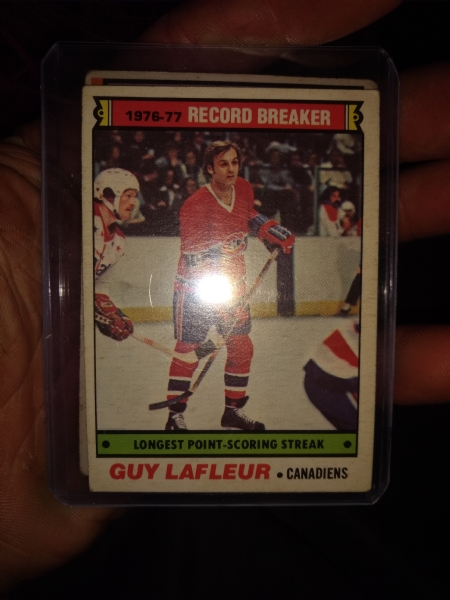 1976-77 RECORD BREAKER
LONGEST POINT-SCORING STREAK
GUY LAFLEUR • CANADIENS